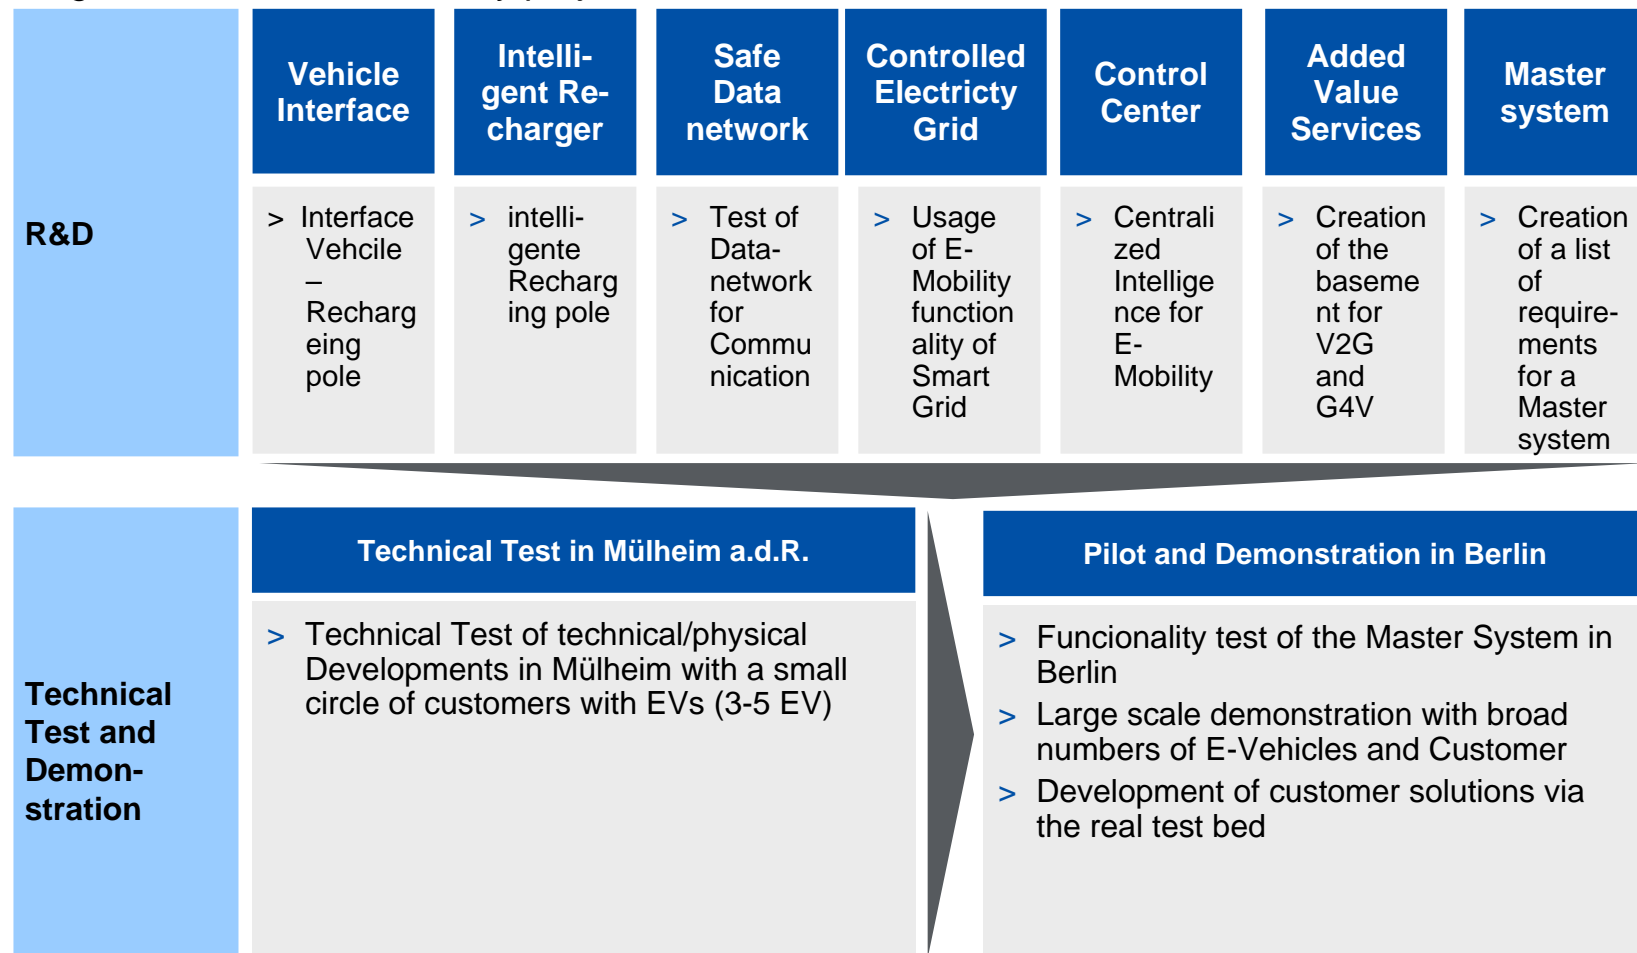 R&D
Vehicle
Interface
Intelli-
gent Re-
charger
Safe
Data
network
Controlled
Electricty
Grid
Control
Center
Added
Value
Services
Master
system
> Interface
Vehcile
–
Recharg
eing
pole
> intelli-
gente
Recharg
ing pole
> Test of
Data-
network
for
Commu
nication
> Usage
of E-
Mobility
function
ality of
Smart
Grid
> Centrali
zed
Intellige
nce for
E-
Mobility
> Creation
of the
baseme
nt for
V2G
and
G4V
> Creation
of a list
of
require-
ments
for a
Master
system
Technical
Test and
Demon-
stration
Technical Test in Mülheim a.d.R.
> Technical Test of technical/physical
Developments in Mülheim with a small
circle of customers with EVs (3-5 EV)
Pilot and Demonstration in Berlin
> Funcionality test of the Master System in
Berlin
> Large scale demonstration with broad
numbers of E-Vehicles and Customer
> Development of customer solutions via
the real test bed